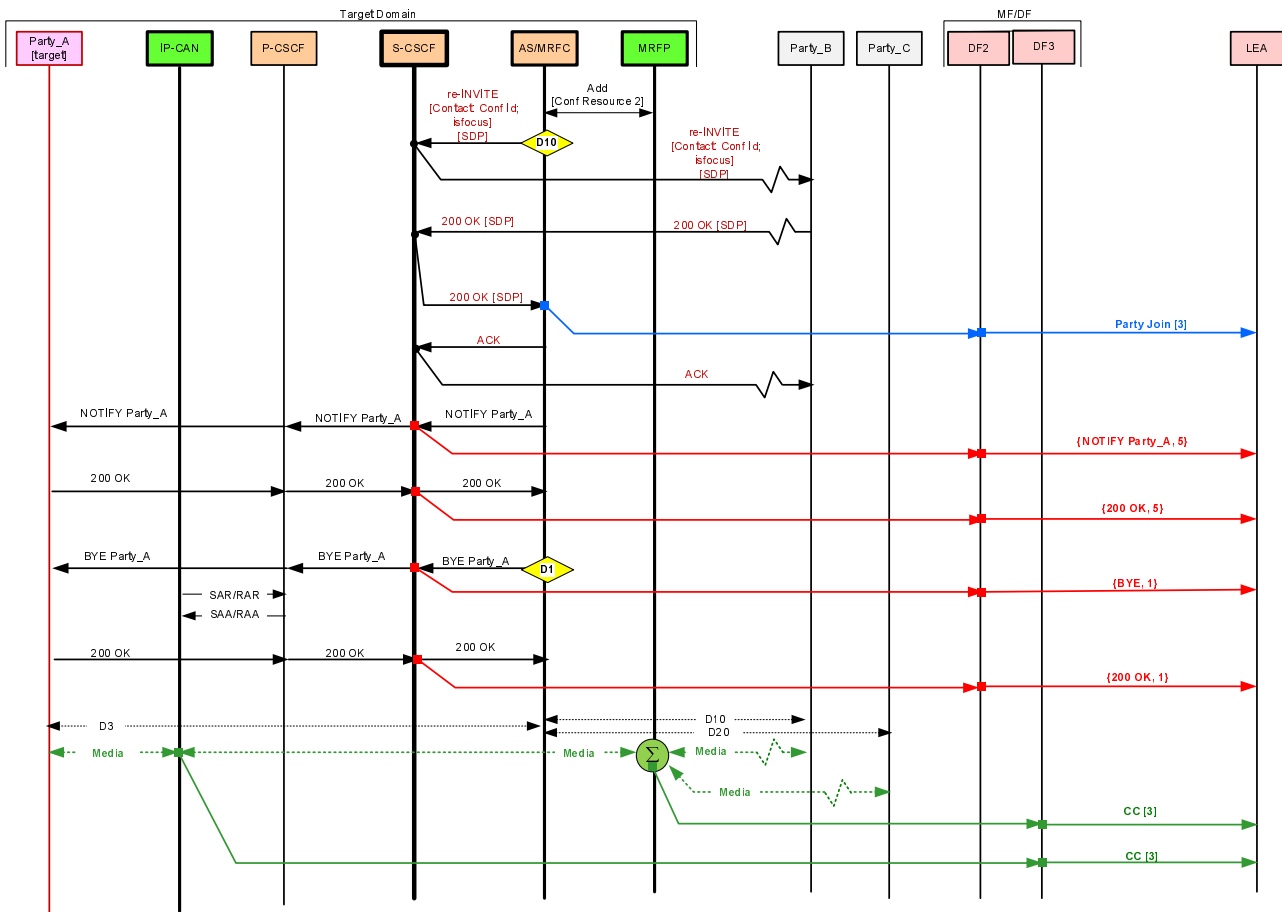 Target Domain
MF/DF
Party_A
[target]
IP-CAN
P-CSCF
S-CSCF
AS/MRFC
MRFP
Party_B
Party_C
DF2
DF3
LEA
re-INVITE
[Contact: Conf Id;
isfocus]
[SDP]
Add
[Conf Resource 2]
D10
re-INVITE
[Contact: Conf Id;
isfocus]
[SDP]
200 OK [SDP]
200 OK [SDP]
200 OK [SDP]
Party Join [3]
ACK
ACK
NOTIFY Party_A
NOTIFY Party_A
NOTIFY Party_A
{NOTIFY Party_A, 5}
200 OK
200 OK
200 OK
{200 OK, 5}
BYE Party_A
BYE Party_A
BYE Party_A
D1
{BYE, 1}
SAR/RAR
SAA/RAA
200 OK
200 OK
200 OK
{200 OK, 1}
D3
D10
D20
Media
Media
Σ
Media
Media
CC [3]
CC [3]